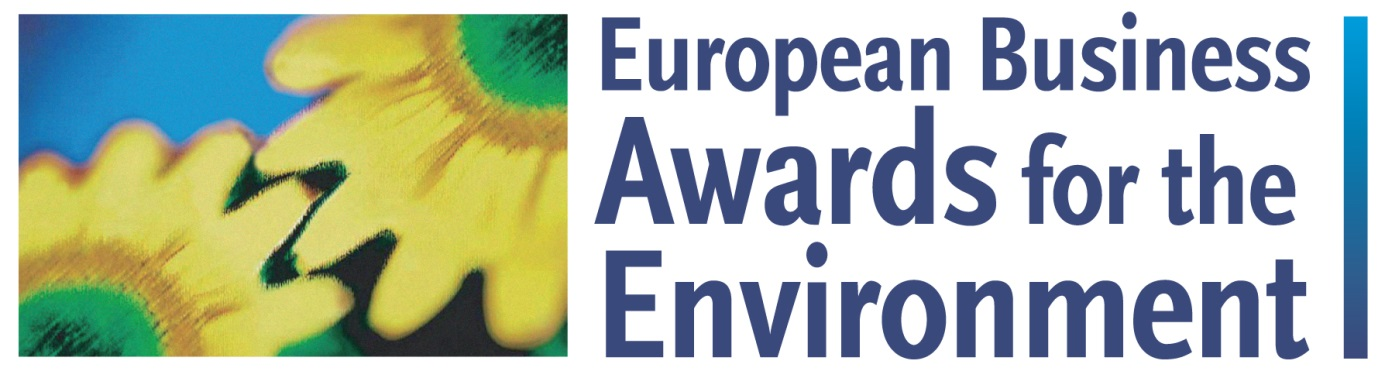 European Business
Awards for the
Environment